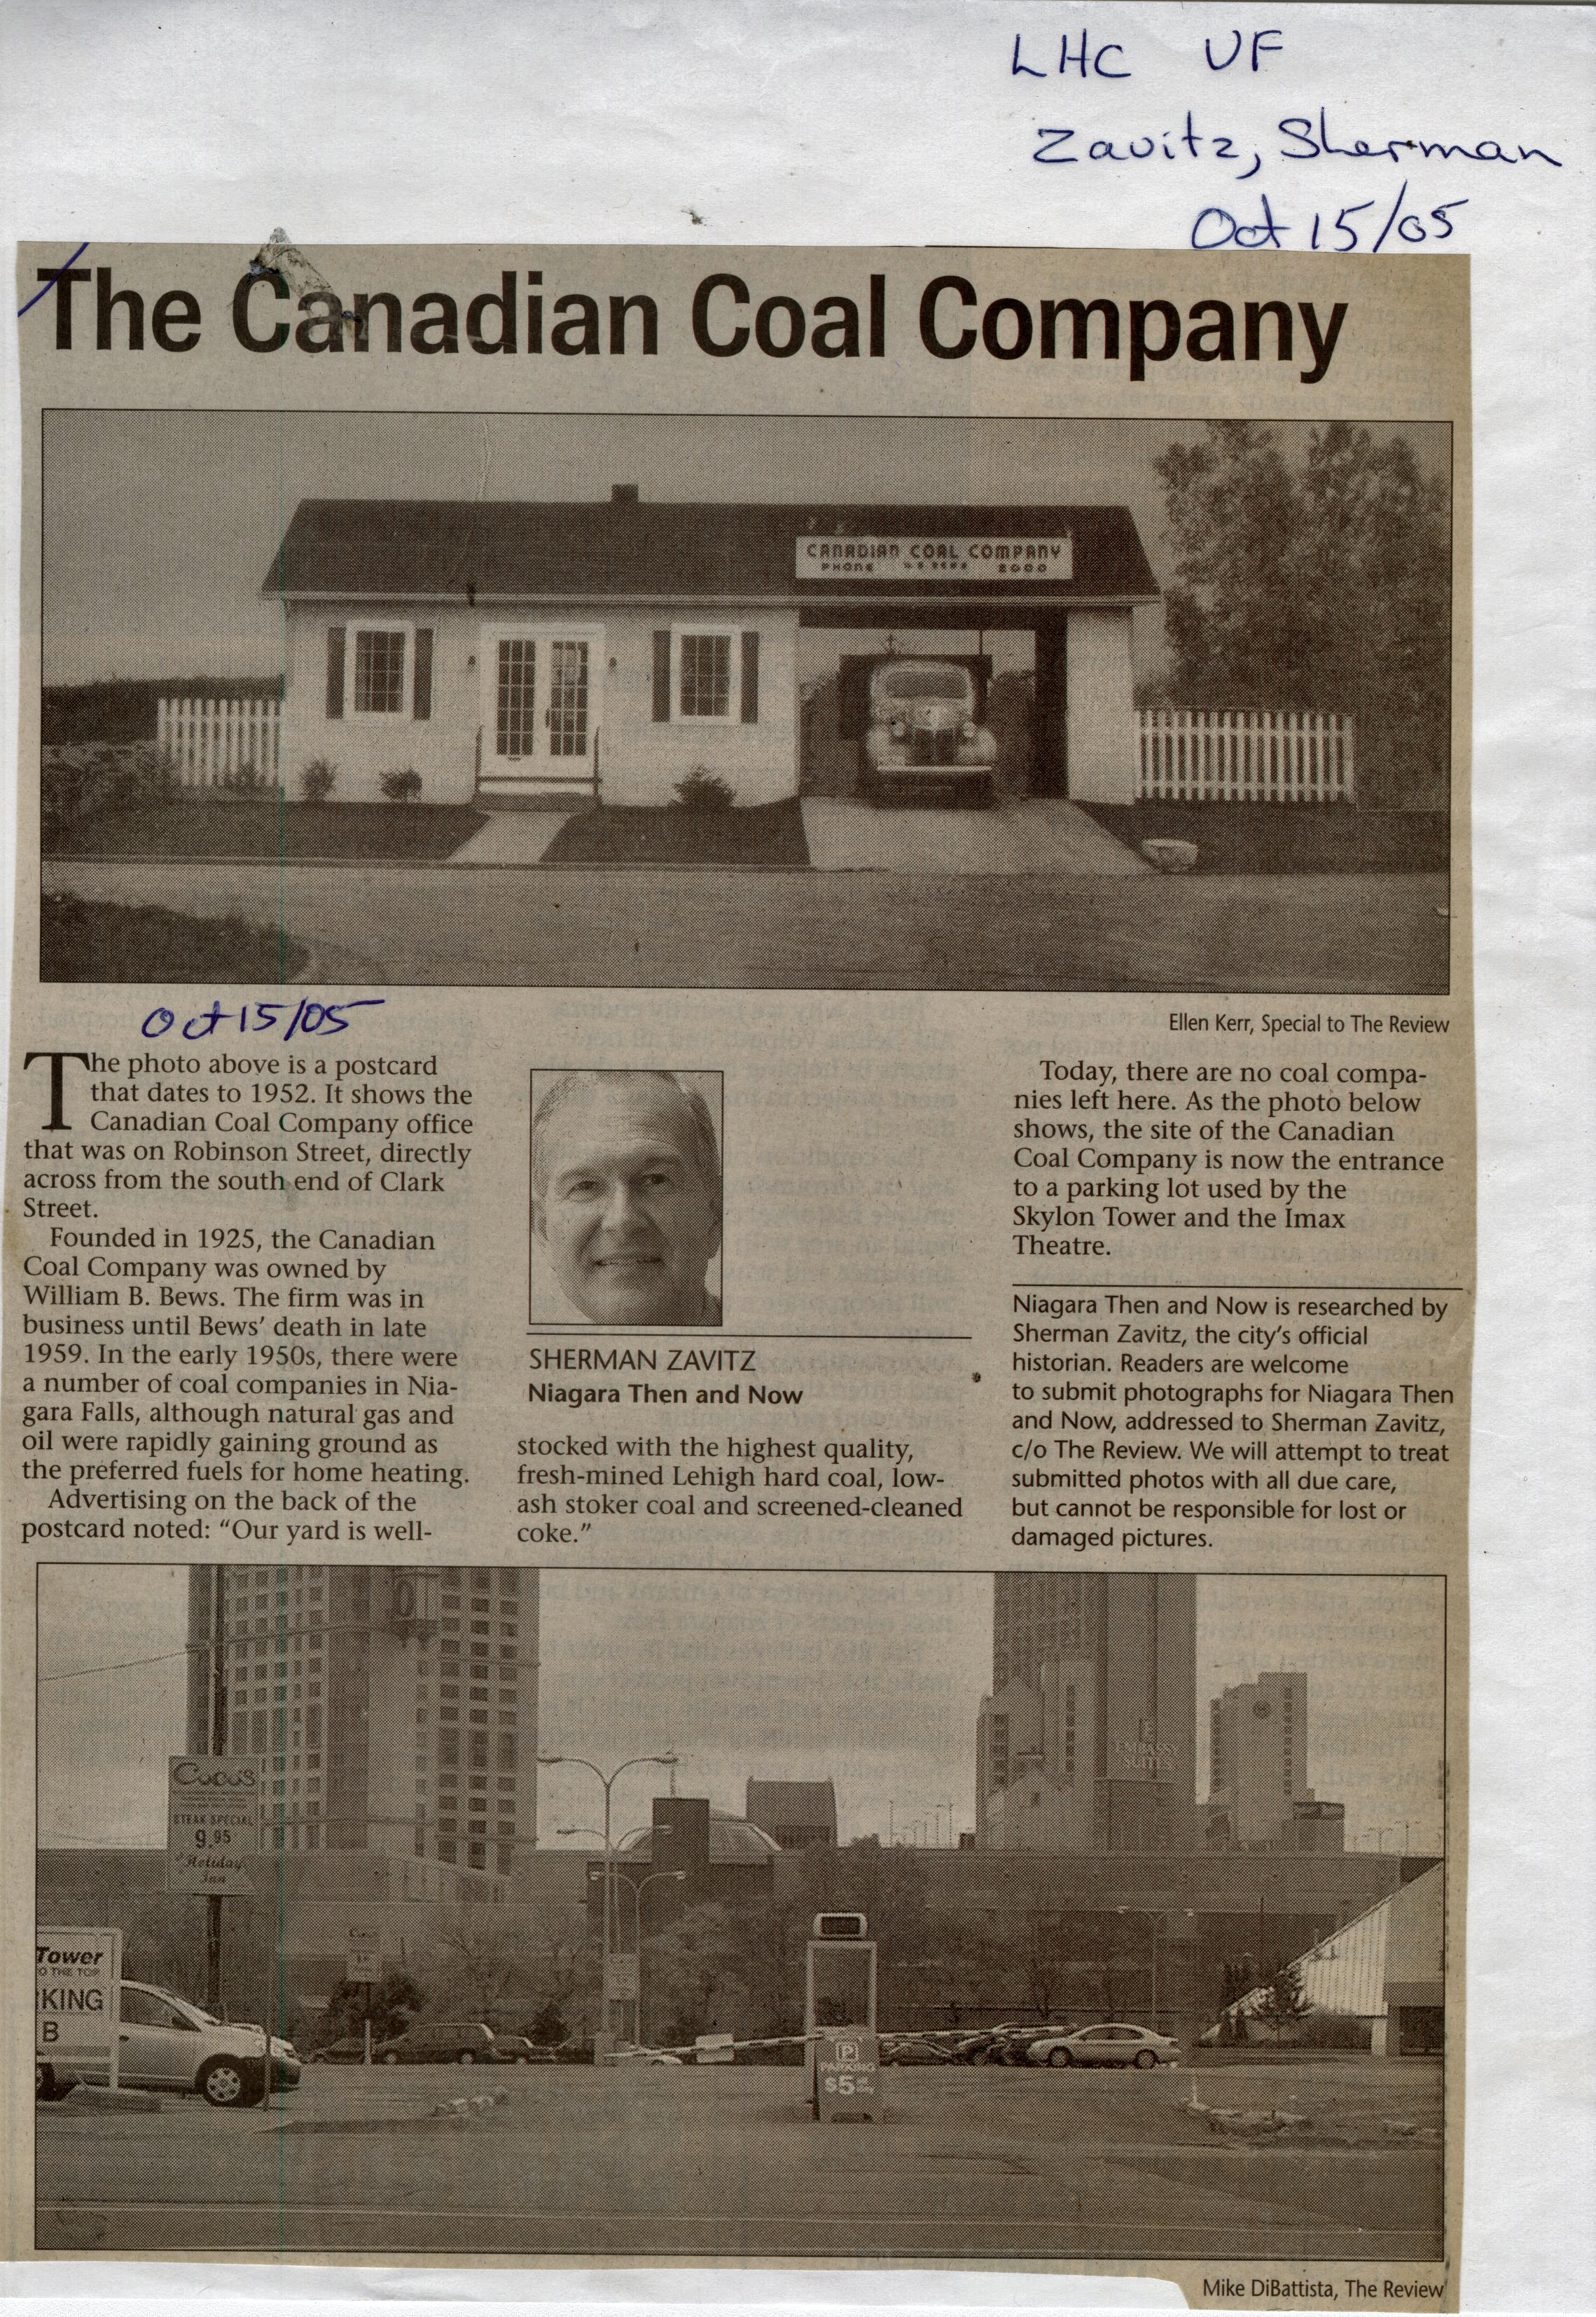 LHC VF
Zavitz, Sherman
Oct 15/05
The Canadian Coal Company
CANADIAN COAL COMPANY
PHONE 2000
Ellen Kerr, Special to The Review
Oct 15/05
The photo above is a postcard
that dates to 1952. It shows the
Canadian Coal Company office
that was on Robinson Street, directly
across from the south end of Clark
Street.
Founded in 1925, the Canadian
Coal Company was owned by
William B. Bews. The firm was in
business until Bews’ death in late
1959. In the early 1950s, there were
a number of coal companies in Nia-
gara Falls, although natural gas and
oil were rapidly gaining ground as
the preferred fuels for home heating.
Advertising on the back of the
postcard noted: “Our yard is well-
SHERMAN ZAVITZ
Niagara Then and Now
stocked with the highest quality,
fresh-mined Lehigh hard coal, low-
ash stoker coal and screened-cleaned
coke.”
Today, there are no coal compa-
nies left here. As the photo below
shows, the site of the Canadian
Coal Company is now the entrance
to a parking lot used by the
Skylon Tower and the Imax
Theatre.
Niagara Then and Now is researched by
Sherman Zavitz, the city’s official
historian. Readers are welcome
to submit photographs for Niagara Then
and Now, addressed to Sherman Zavitz,
c/o The Review. We will attempt to treat
submitted photos with all due care,
but cannot be responsible for lost or
damaged pictures.
Coco's
STEAK SPECIAL
9.95
Holiday
Inn
EMBASSY
SUITES
Tower
O THE TOP
KING
B
P
PARKING
$5 all day
Mike DiBattista, The Review